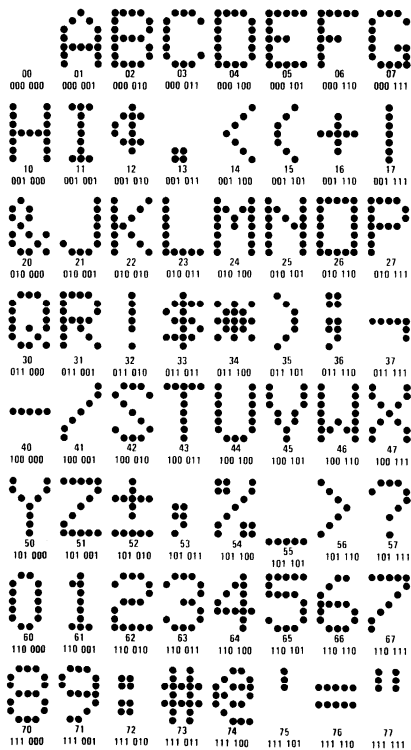 A B C D E F G
00 01 02 03 04 05 06 07
000 000 000 001 000 010 000 011 000 100 000 101 000 110 000 111
H I ¢ . < ( + |
10 11 12 13 14 15 16 17
001 000 001 001 001 010 001 011 001 100 001 101 001 110 001 111
& J K L M N O P
20 21 22 23 24 25 26 27
010 000 010 001 010 010 010 011 010 100 010 101 010 110 010 111
Q R ! $ * ) ; ¬
30 31 32 33 34 35 36 37
011 000 011 001 011 010 011 011 011 100 011 101 011 110 011 111
- / S T U V W X
40 41 42 43 44 45 46 47
100 000 100 001 100 010 100 011 100 100 100 101 100 110 100 111
Y Z ± , % _ > ?
50 51 52 53 54 55 56 57
101 000 101 001 101 010 101 011 101 100 101 101 101 110 101 111
0 1 2 3 4 5 6 7
60 61 62 63 64 65 66 67
110 000 110 001 110 010 110 011 110 100 110 101 110 110 110 111
8 9 : # @ ' = "
70 71 72 73 74 75 76 77
111 000 111 001 111 010 111 011 111 100 111 101 111 110 111 111